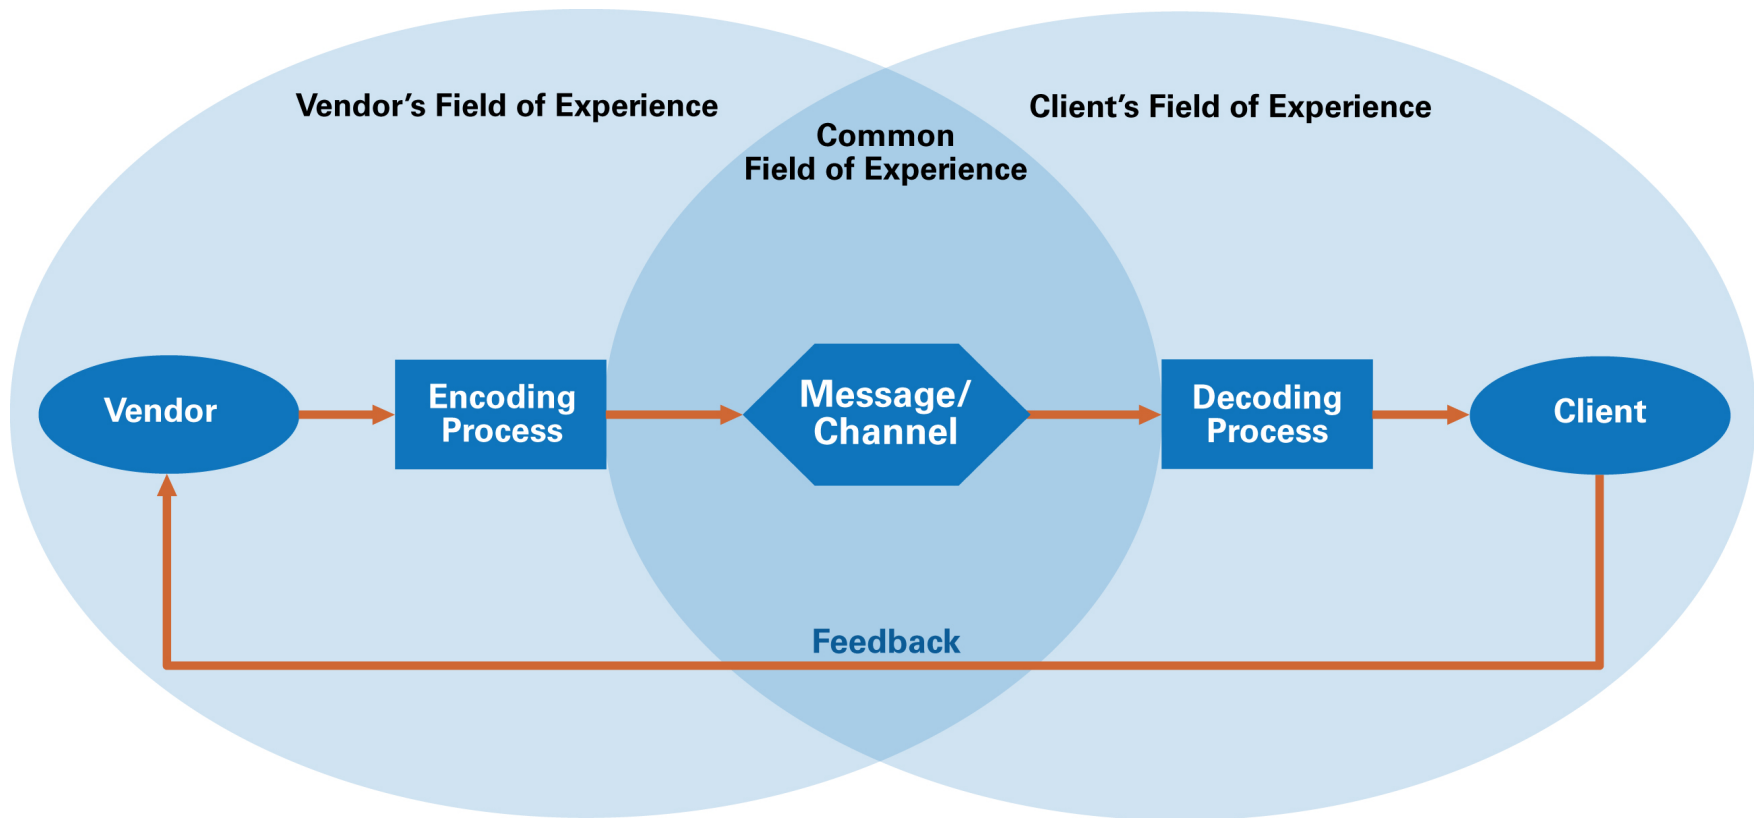 Vendor’s Field of Experience
Client’s Field of Experience
Common
Field of Experience
Vendor
Encoding
Process
Message/
Channel
Decoding
Process
Client
Feedback